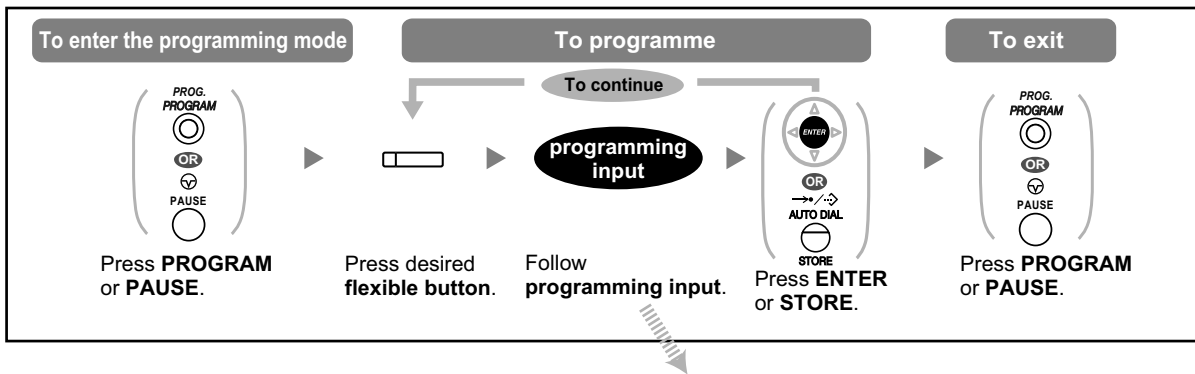 To enter the programming mode
To programme
To exit
To continue
PROG.
PROGRAM
OR
PAUSE
Press PROGRAM
or PAUSE.
Press desired
flexible button.
programming
input
Follow
programming input.
ENTER
OR
AUTO DIAL
STORE
Press ENTER
or STORE.
PROG.
PROGRAM
OR
PAUSE
Press PROGRAM
or PAUSE.